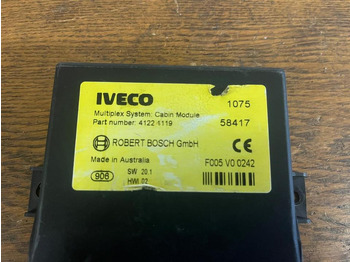 IVECO 1075
Multiplex System: Cabin Module
Part number: 4122 4119 58417
ROBERT BOSCH GmbH CE
Made in Australia F005 V0 0242
906 SW 20.1
HW 02